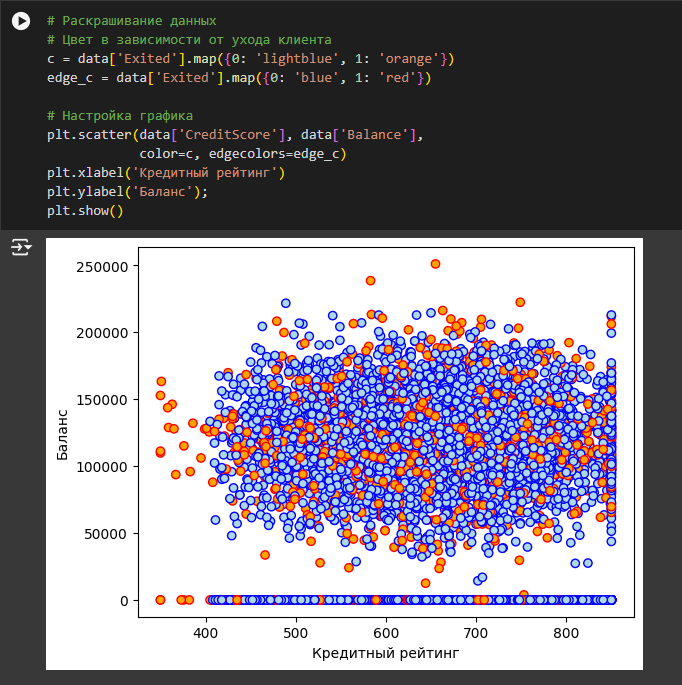 # Раскрашивание данных
# Цвет в зависимости от ухода клиента
c = data['Exited'].map({0: 'lightblue', 1: 'orange'})
edge_c = data['Exited'].map({0: 'blue', 1: 'red'})
# Настройка графика
plt.scatter(data['CreditScore'], data['Balance'],
color=c, edgecolors=edge_c)
plt.xlabel('Кредитный рейтинг')
plt.ylabel('Баланс');
plt.show()
250000
200000
150000
100000
50000
0
Баланс
400 500 600 700 800
Кредитный рейтинг